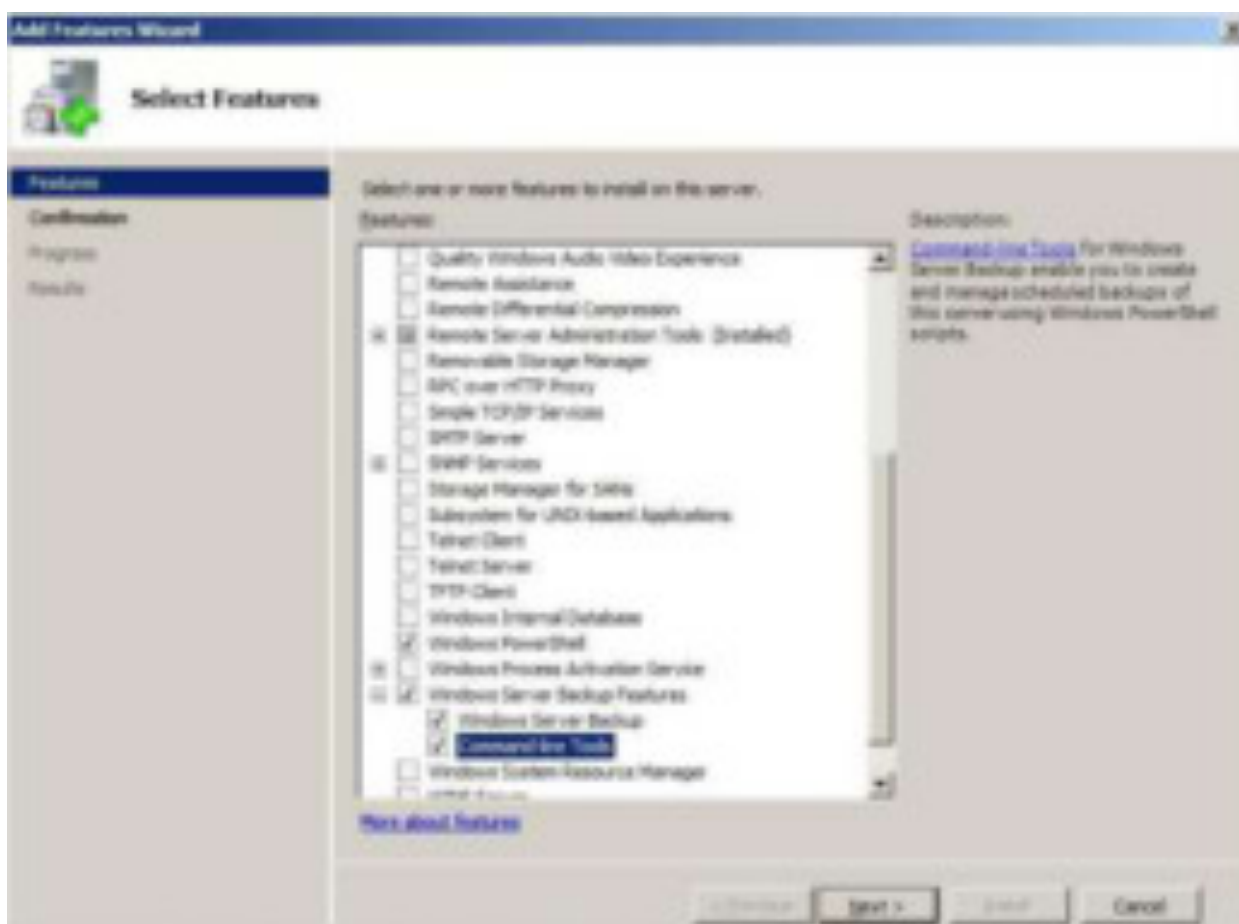 Add Features Wizard
Select Features
Features
Confirmation
Progress
Results
Select one or more features to install on this server.
Features:
Quality Windows Audio Video Experience
Remote Assistance
Remote Differential Compression
Remote Server Administration Tools (Installed)
Removable Storage Manager
RPC over HTTP Proxy
Simple TCP/IP Services
SMTP Server
SNMP Services
Storage Manager for SANs
Subsystem for UNIX-based Applications
Telnet Client
Telnet Server
TFTP Client
Windows Internal Database
Windows PowerShell
Windows Process Activation Service
Windows Server Backup Features
Windows Server Backup
Command-line Tools
Windows System Resource Manager
Description:
Command-line Tools for Windows
Server Backup enable you to create
and manage scheduled backups of
this server using Windows PowerShell
scripts.
More about features
< Previous
Next >
Install
Cancel